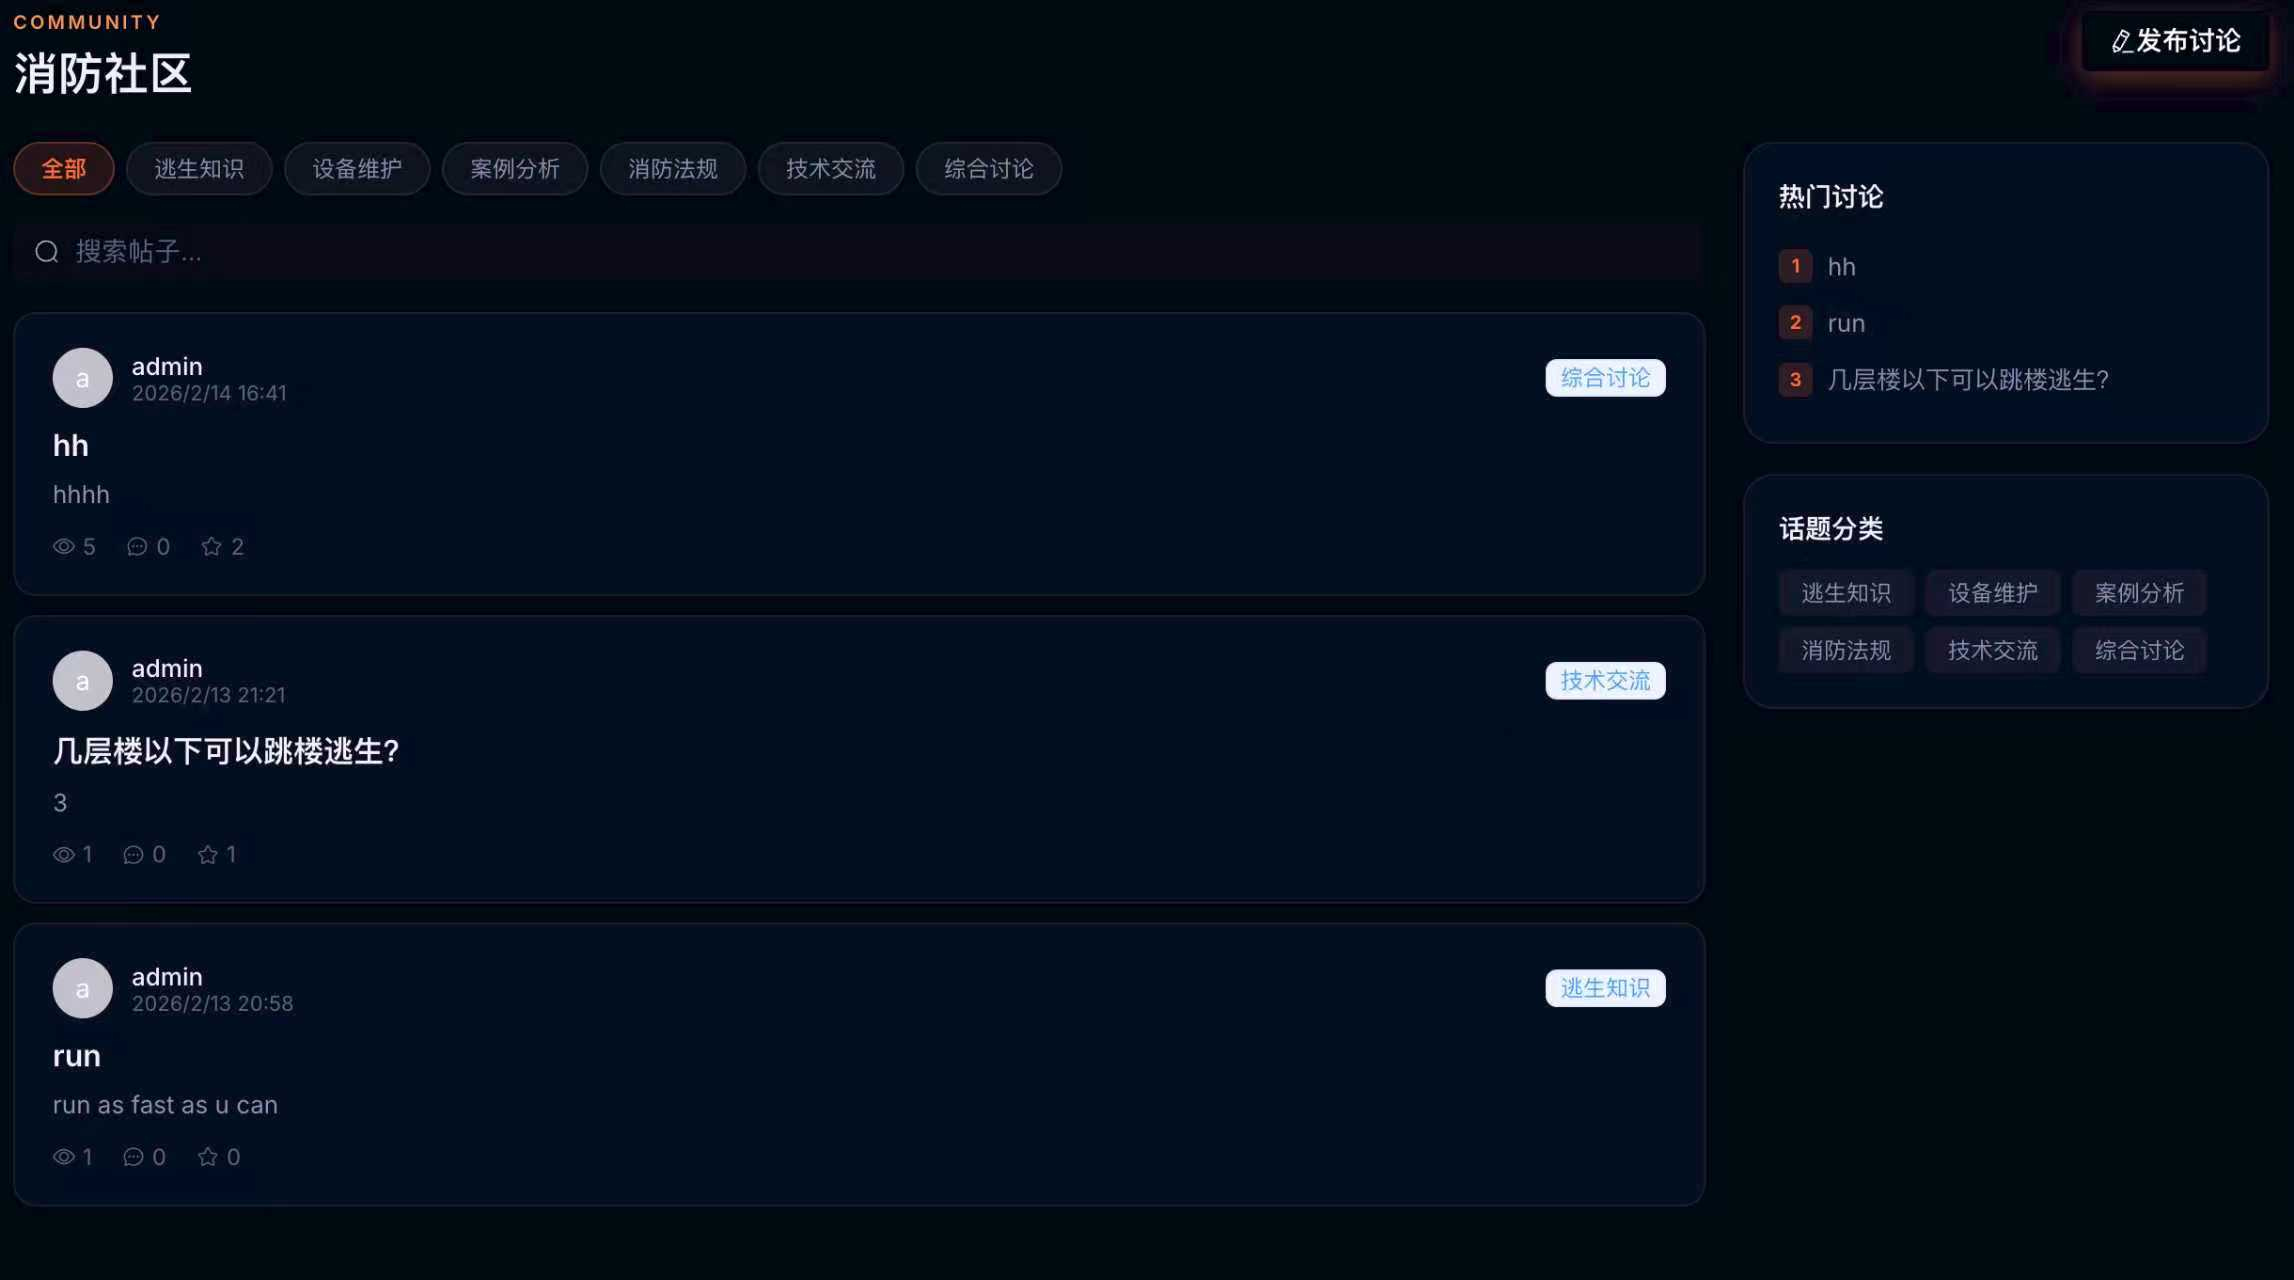 COMMUNITY
消防社区
发布讨论
全部 逃生知识 设备维护 案例分析 消防法规 技术交流 综合讨论
搜索帖子...
a admin 综合讨论
2026/2/14 16:41
hh
hhhh
5 0 2
a admin 技术交流
2026/2/13 21:21
几层楼以下可以跳楼逃生?
3
1 0 1
a admin 逃生知识
2026/2/13 20:58
run
run as fast as u can
1 0 0
热门讨论
1 hh
2 run
3 几层楼以下可以跳楼逃生?
话题分类
逃生知识 设备维护 案例分析
消防法规 技术交流 综合讨论